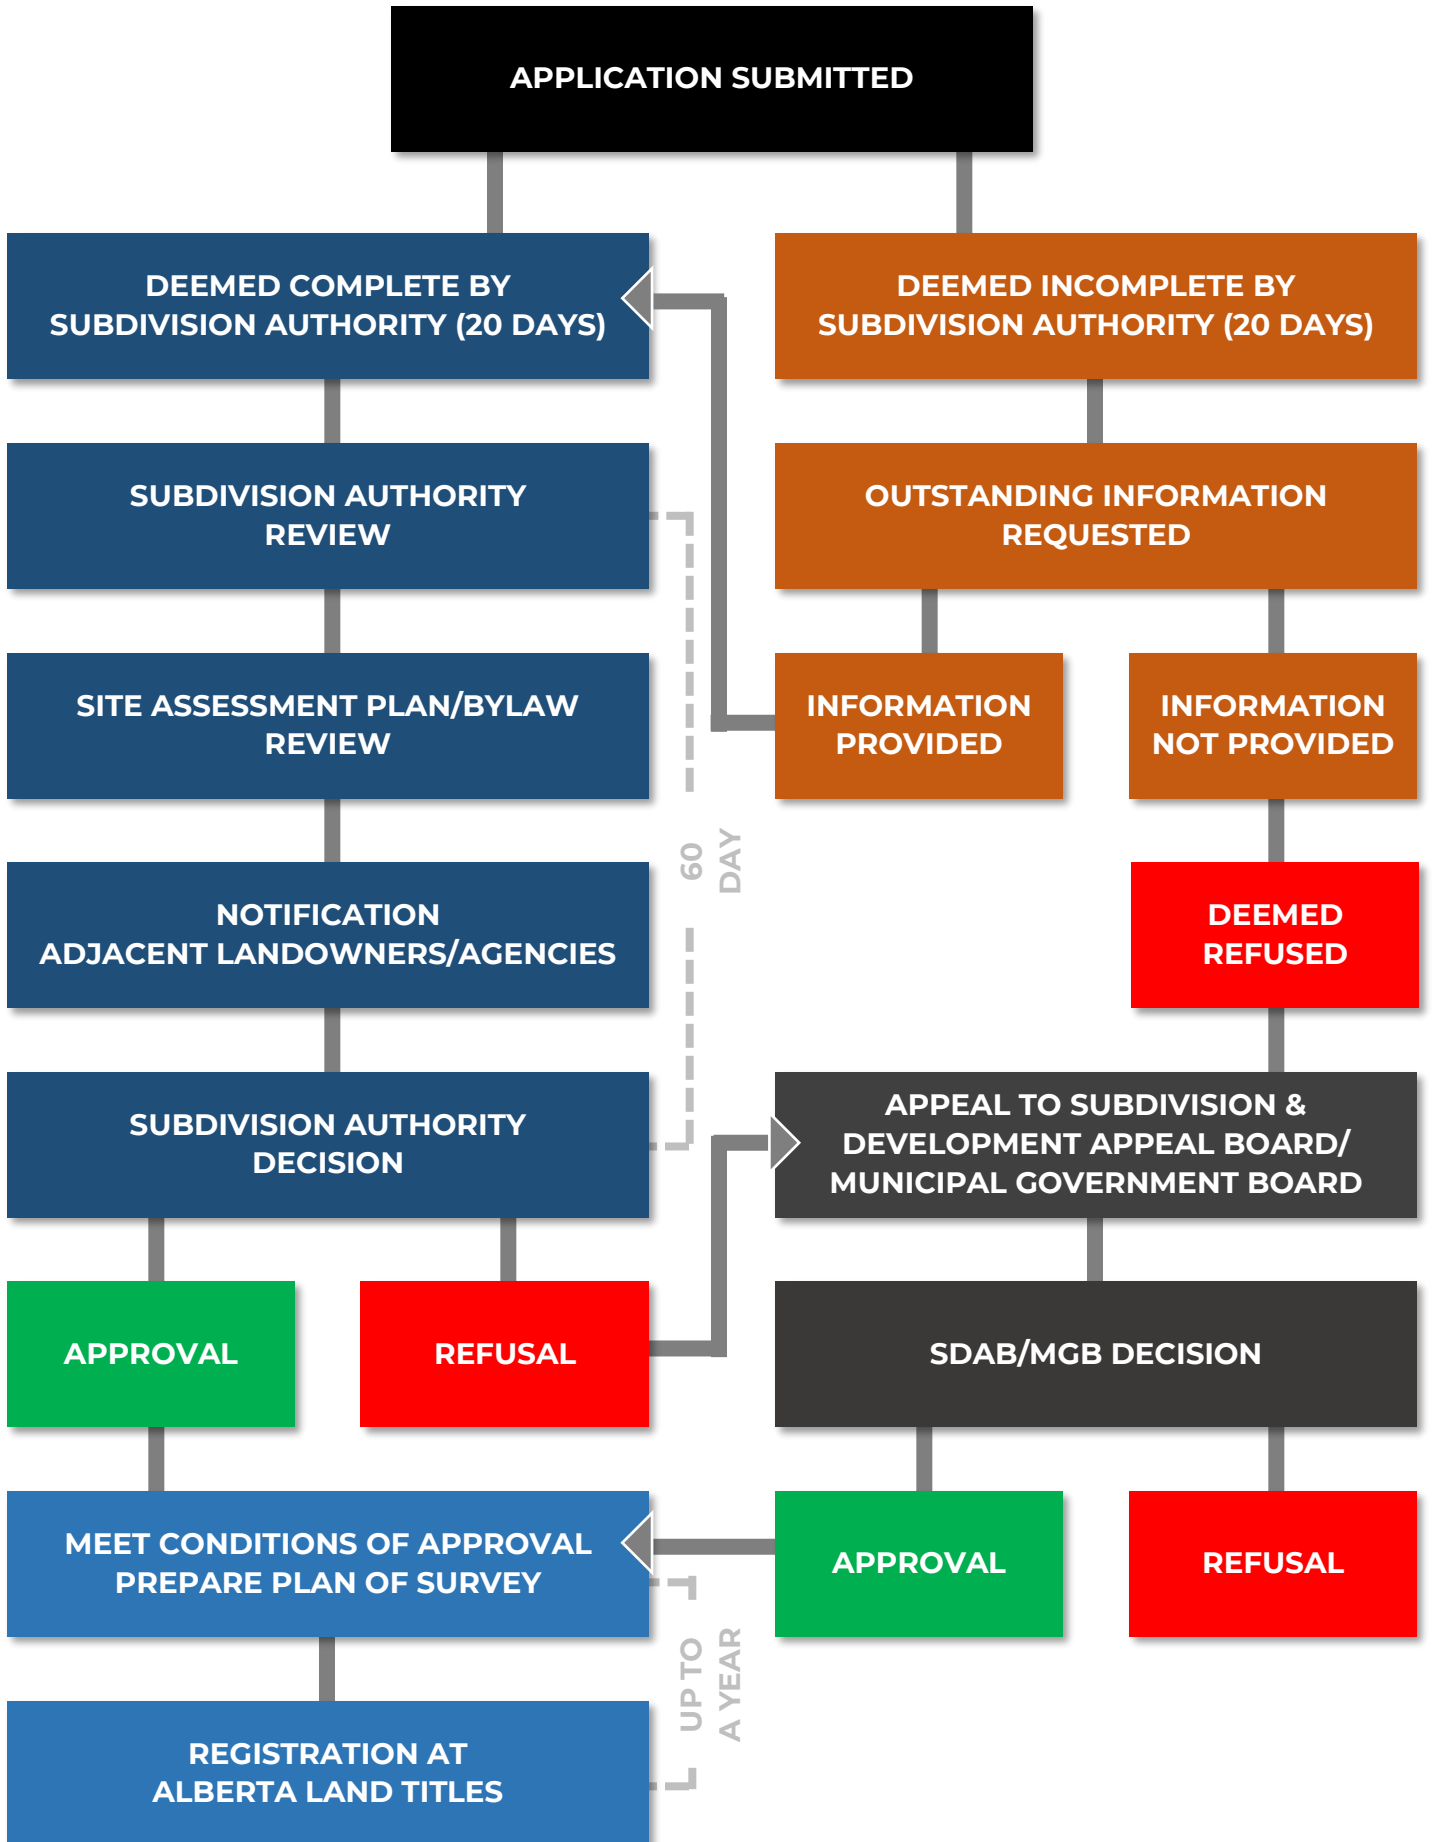 APPLICATION SUBMITTED
DEEMED COMPLETE BY
SUBDIVISION AUTHORITY (20 DAYS)
DEEMED INCOMPLETE BY
SUBDIVISION AUTHORITY (20 DAYS)
SUBDIVISION AUTHORITY
REVIEW
OUTSTANDING INFORMATION
REQUESTED
SITE ASSESSMENT PLAN/BYLAW
REVIEW
INFORMATION
PROVIDED
INFORMATION
NOT PROVIDED
60
DAY
NOTIFICATION
ADJACENT LANDOWNERS/AGENCIES
DEEMED
REFUSED
SUBDIVISION AUTHORITY
DECISION
APPEAL TO SUBDIVISION &
DEVELOPMENT APPEAL BOARD/
MUNICIPAL GOVERNMENT BOARD
APPROVAL
REFUSAL
SDAB/MGB DECISION
MEET CONDITIONS OF APPROVAL
PREPARE PLAN OF SURVEY
APPROVAL
REFUSAL
UP TO
A YEAR
REGISTRATION AT
ALBERTA LAND TITLES